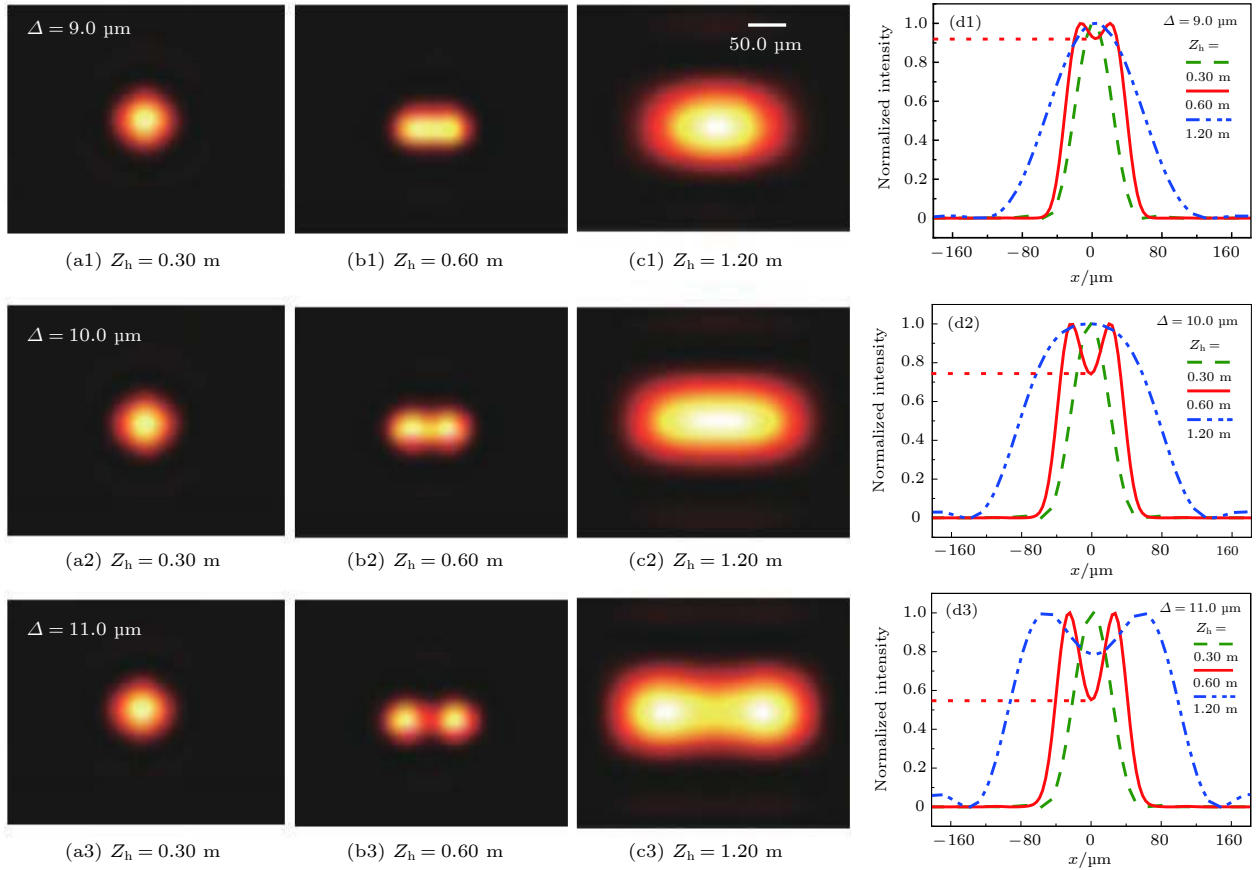 Δ = 9.0 µm
50.0 µm
(a1) Zh = 0.30 m
(b1) Zh = 0.60 m
(c1) Zh = 1.20 m
(d1)
Δ = 9.0 µm
Zh =
0.30 m
0.60 m
1.20 m
Normalized intensity
1.0
0.8
0.6
0.4
0.2
0
−160
−80
0
80
160
x/µm
Δ = 10.0 µm
(a2) Zh = 0.30 m
(b2) Zh = 0.60 m
(c2) Zh = 1.20 m
(d2)
Δ = 10.0 µm
Zh =
0.30 m
0.60 m
1.20 m
Normalized intensity
1.0
0.8
0.6
0.4
0.2
0
−160
−80
0
80
160
x/µm
Δ = 11.0 µm
(a3) Zh = 0.30 m
(b3) Zh = 0.60 m
(c3) Zh = 1.20 m
(d3)
Δ = 11.0 µm
Zh =
0.30 m
0.60 m
1.20 m
Normalized intensity
1.0
0.8
0.6
0.4
0.2
0
−160
−80
0
80
160
x/µm